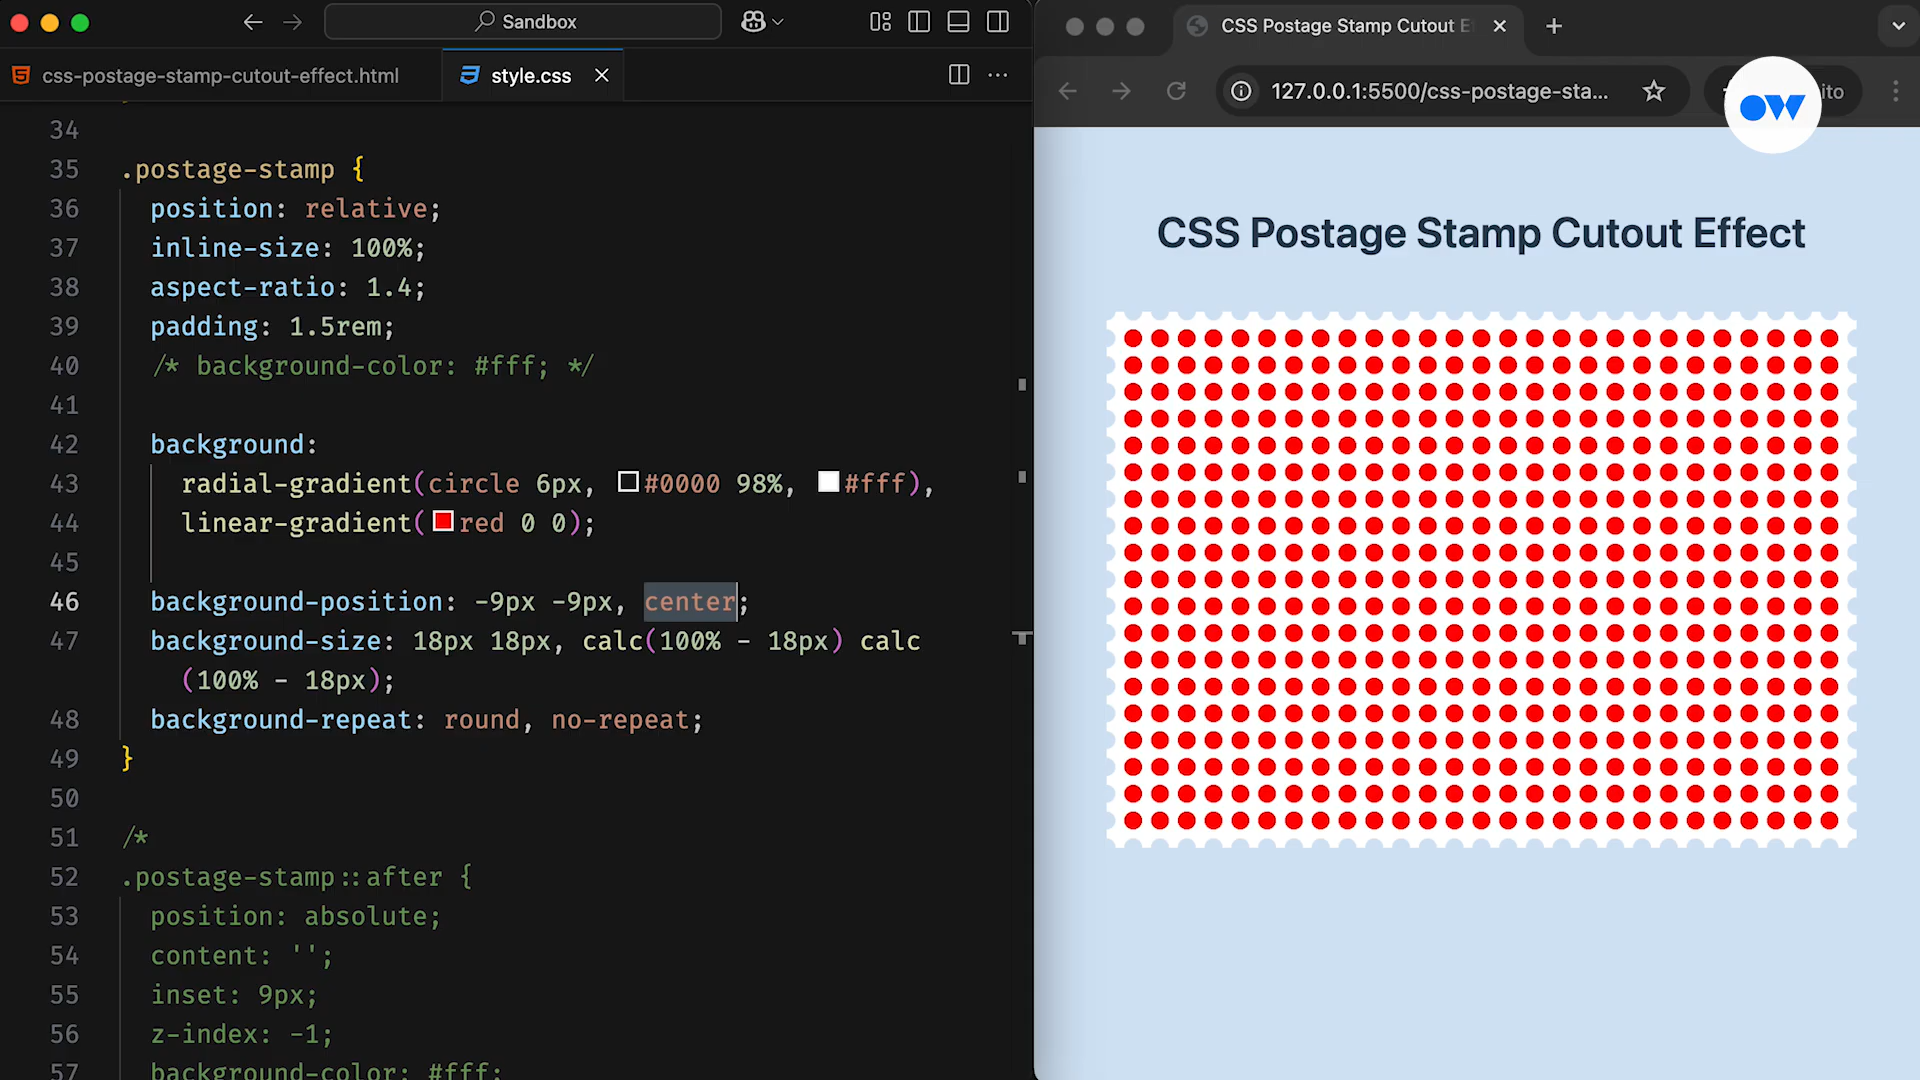 Sandbox
css-postage-stamp-cutout-effect.html
style.css
34
35 .postage-stamp {
36 position: relative;
37 inline-size: 100%;
38 aspect-ratio: 1.4;
39 padding: 1.5rem;
40 /* background-color: #fff; */
41
42 background:
43 radial-gradient(circle 6px, #0000 98%, #fff),
44 linear-gradient(red 0 0);
45
46 background-position: -9px -9px, center;
47 background-size: 18px 18px, calc(100% - 18px) calc
(100% - 18px);
48 background-repeat: round, no-repeat;
49 }
50
51 /*
52 .postage-stamp::after {
53 position: absolute;
54 content: '';
55 inset: 9px;
56 z-index: -1;
57 background-color: #fff;
CSS Postage Stamp Cutout E
127.0.0.1:5500/css-postage-sta...
ito
OW
CSS Postage Stamp Cutout Effect